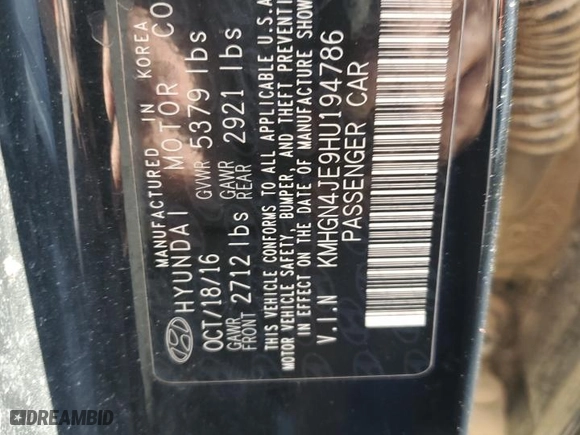 MANUFACTURED IN KOREA
HYUNDAI MOTOR CO
OCT/18/16 GVWR 5379 lbs
GAWR FRONT 2712 lbs GAWR REAR 2921 lbs
THIS VEHICLE CONFORMS TO ALL APPLICABLE U.S.A
MOTOR VEHICLE SAFETY, BUMPER, AND THEFT PREVENTI
IN EFFECT ON THE DATE OF MANUFACTURE SHOW
V.I.N KMHGN4JE9HU194786
PASSENGER CAR
DREAMBID